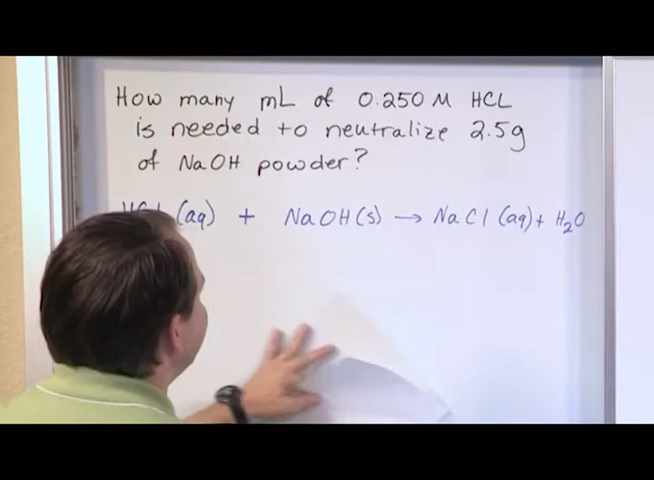 How many mL of 0.250 M HCL
is needed to neutralize 2.5g
of NaOH powder?
(aq) + NaOH(s) → NaCl (aq) + H₂O